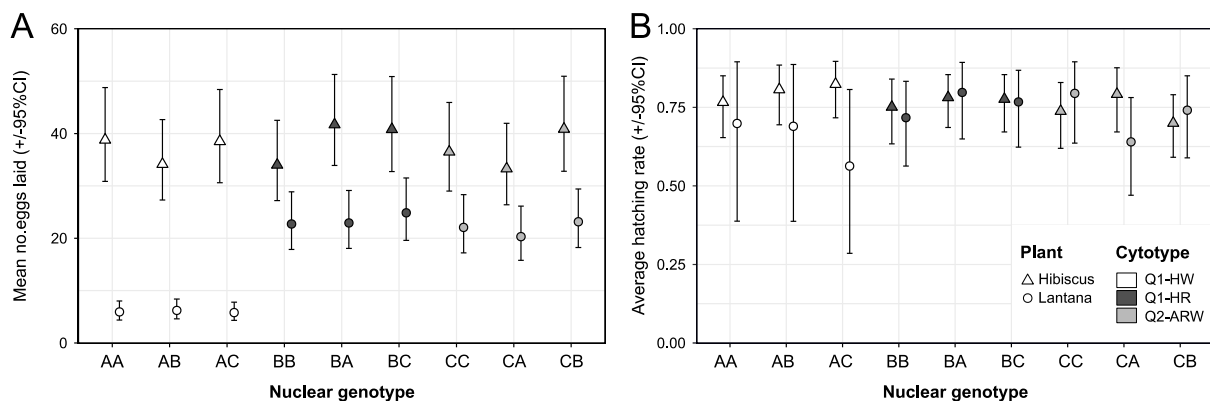 A
Mean no.eggs laid (+/-95%CI)
60
40
20
0
AA AB AC BB BA BC CC CA CB
Nuclear genotype
B
Average hatching rate (+/-95%CI)
1.00
0.75
0.50
0.25
0.00
Plant
Hibiscus
Lantana
Cytotype
Q1-HW
Q1-HR
Q2-ARW
AA AB AC BB BA BC CC CA CB
Nuclear genotype